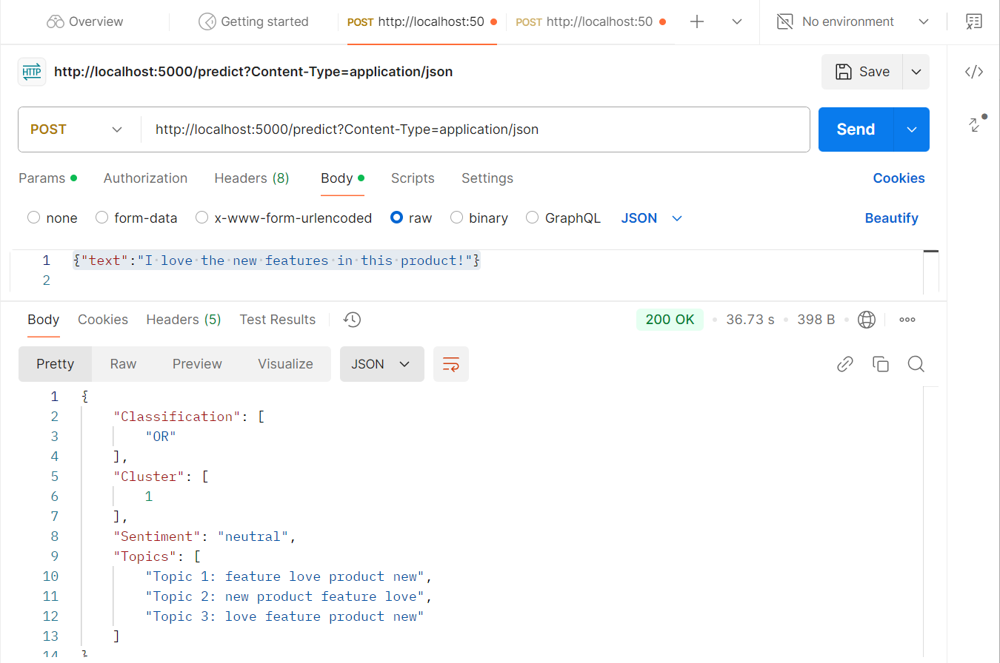 Overview Getting started POST http://localhost:50 POST http://localhost:50 No environment
HTTP http://localhost:5000/predict?Content-Type=application/json Save
POST http://localhost:5000/predict?Content-Type=application/json Send
Params Authorization Headers (8) Body Scripts Settings Cookies
none form-data x-www-form-urlencoded raw binary GraphQL JSON Beautify
1 {"text":"I love the new features in this product!"}
2
Body Cookies Headers (5) Test Results 200 OK 36.73 s 398 B
Pretty Raw Preview Visualize JSON
1 {
2 "Classification": [
3 "OR"
4 ],
5 "Cluster": [
6 1
7 ],
8 "Sentiment": "neutral",
9 "Topics": [
10 "Topic 1: feature love product new",
11 "Topic 2: new product feature love",
12 "Topic 3: love feature product new"
13 ]
14 }